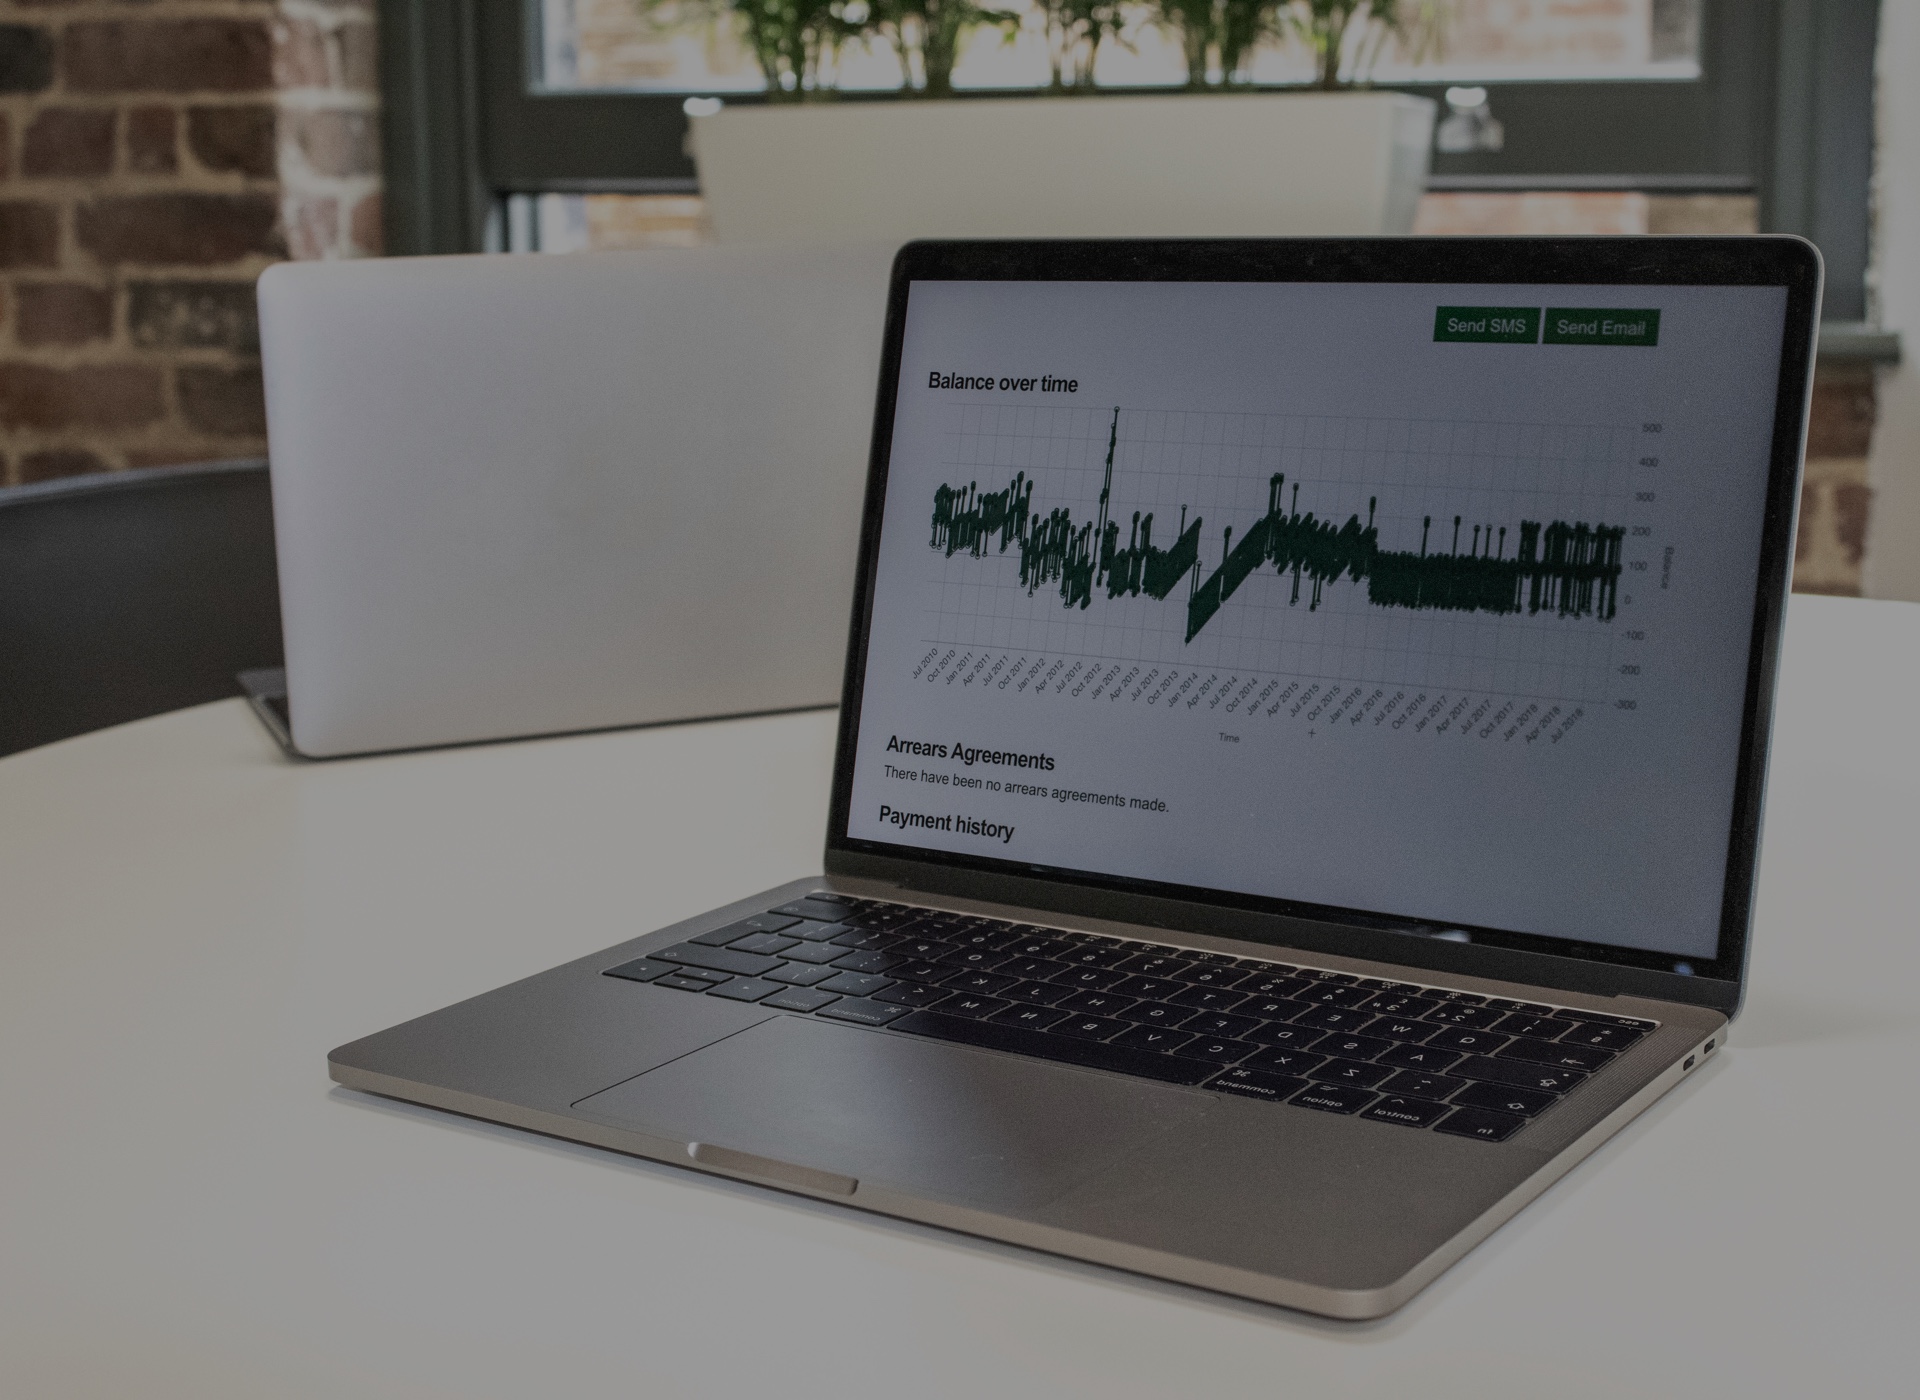 Send SMS Send Email
Balance over time
500
400
300
200
100
0
-100
-200
-300
Balance
Jul 2010 Oct 2010 Jan 2011 Apr 2011 Jul 2011 Oct 2011 Jan 2012 Apr 2012 Jul 2012 Oct 2012 Jan 2013 Apr 2013 Jul 2013 Oct 2013 Jan 2014 Apr 2014 Jul 2014 Oct 2014 Jan 2015 Apr 2015 Jul 2015 Oct 2015 Jan 2016 Apr 2016 Jul 2016 Oct 2016 Jan 2017 Apr 2017 Jul 2017 Oct 2017 Jan 2018 Apr 2018 Jul 2018
Time
Arrears Agreements
There have been no arrears agreements made.
Payment history